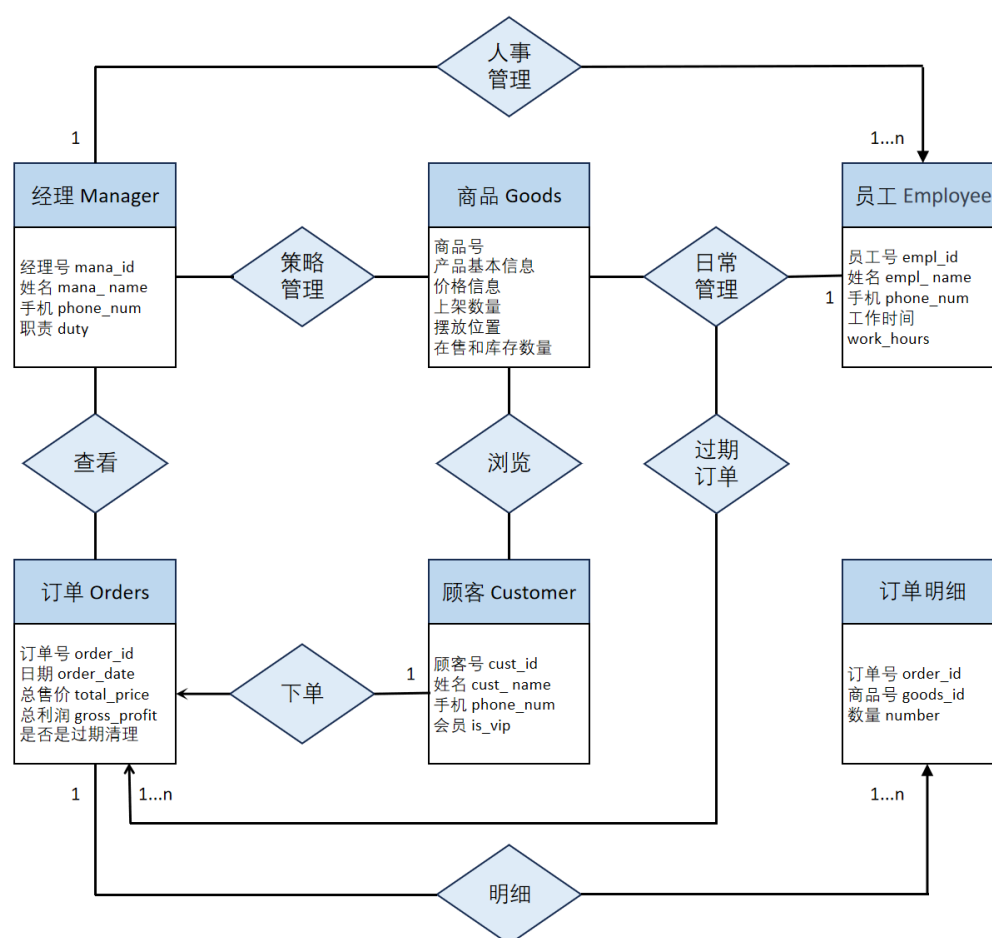 人事
管理
1
1...n
经理 Manager
商品 Goods
员工 Employee
经理号 mana_id
姓名 mana_ name
手机 phone_num
职责 duty
策略
管理
商品号
产品基本信息
价格信息
上架数量
摆放位置
在售和库存数量
日常
管理
1
员工号 empl_id
姓名 empl_ name
手机 phone_num
工作时间
work_hours
查看
浏览
过期
订单
订单 Orders
顾客 Customer
订单明细
订单号 order_id
日期 order_date
总售价 total_price
总利润 gross_profit
是否是过期清理
下单
1
顾客号 cust_id
姓名 cust_ name
手机 phone_num
会员 is_vip
订单号 order_id
商品号 goods_id
数量 number
1
1...n
1...n
明细